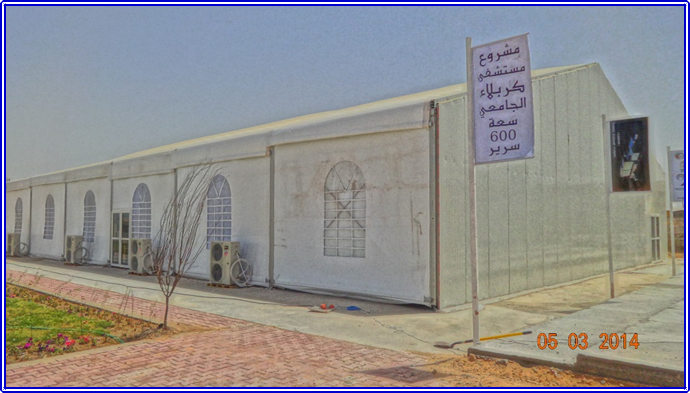 مشروع
مستشفى
كربلاء
الجامعي
سعة
600
سرير
05 03 2014